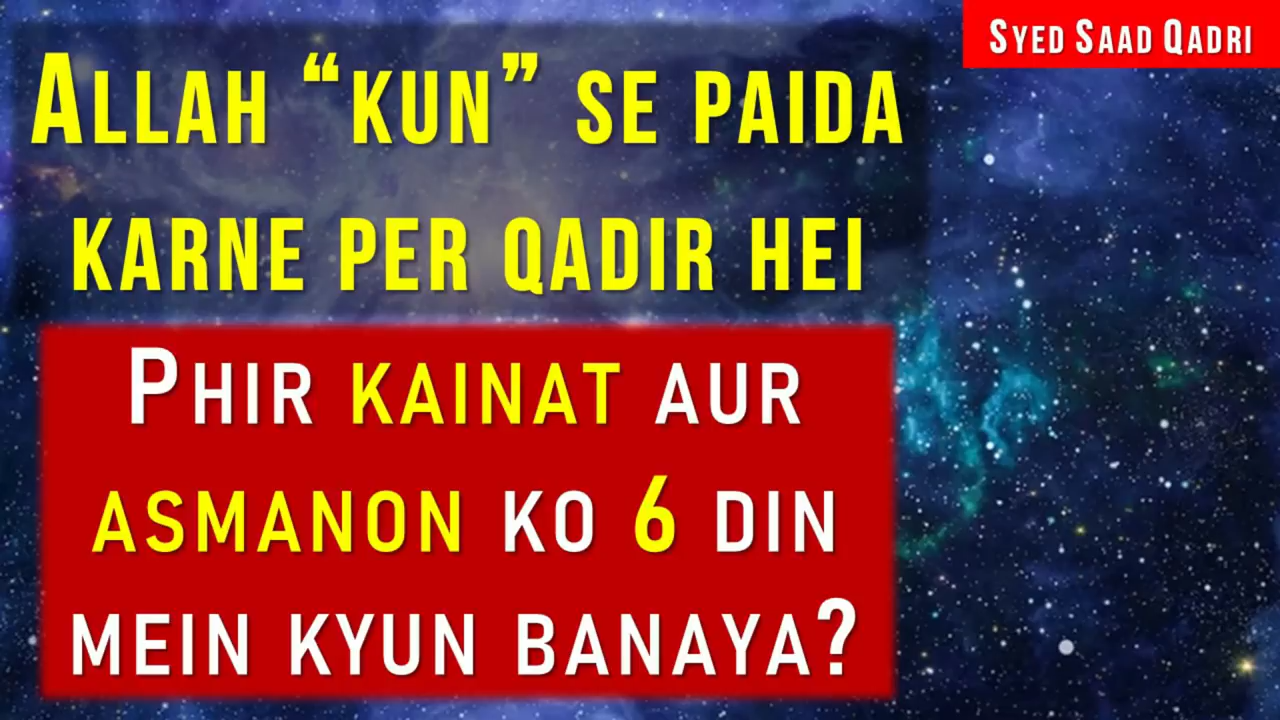 Syed Saad Qadri
Allah “kun” se paida
karne per qadir hei
Phir kainat aur
asmanon ko 6 din
mein kyun banaya?